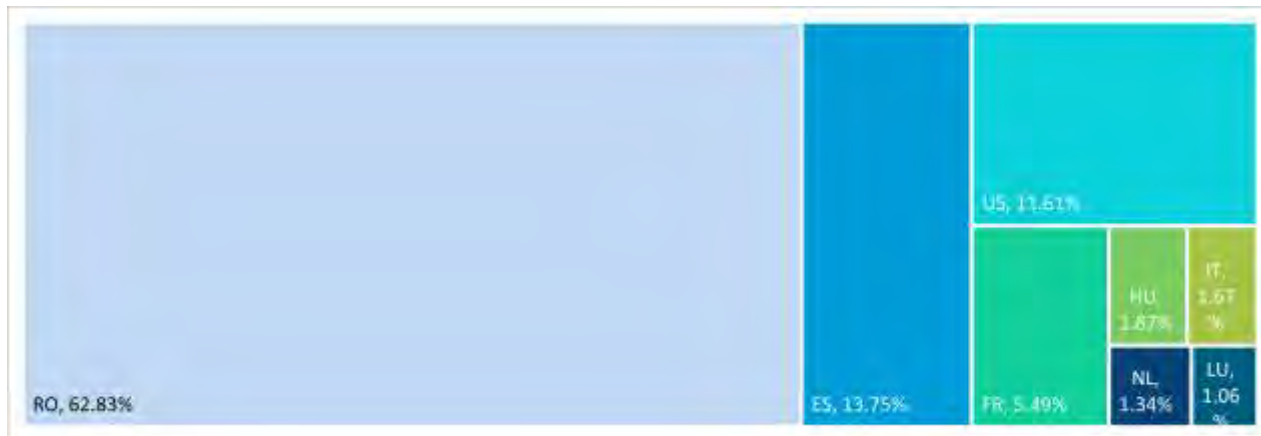 RO, 62.83%
ES, 13.75%
US, 11.61%
FR, 5.49%
HU,
1.87%
IT,
1.67
%
NL,
1.34%
LU,
1.06
%